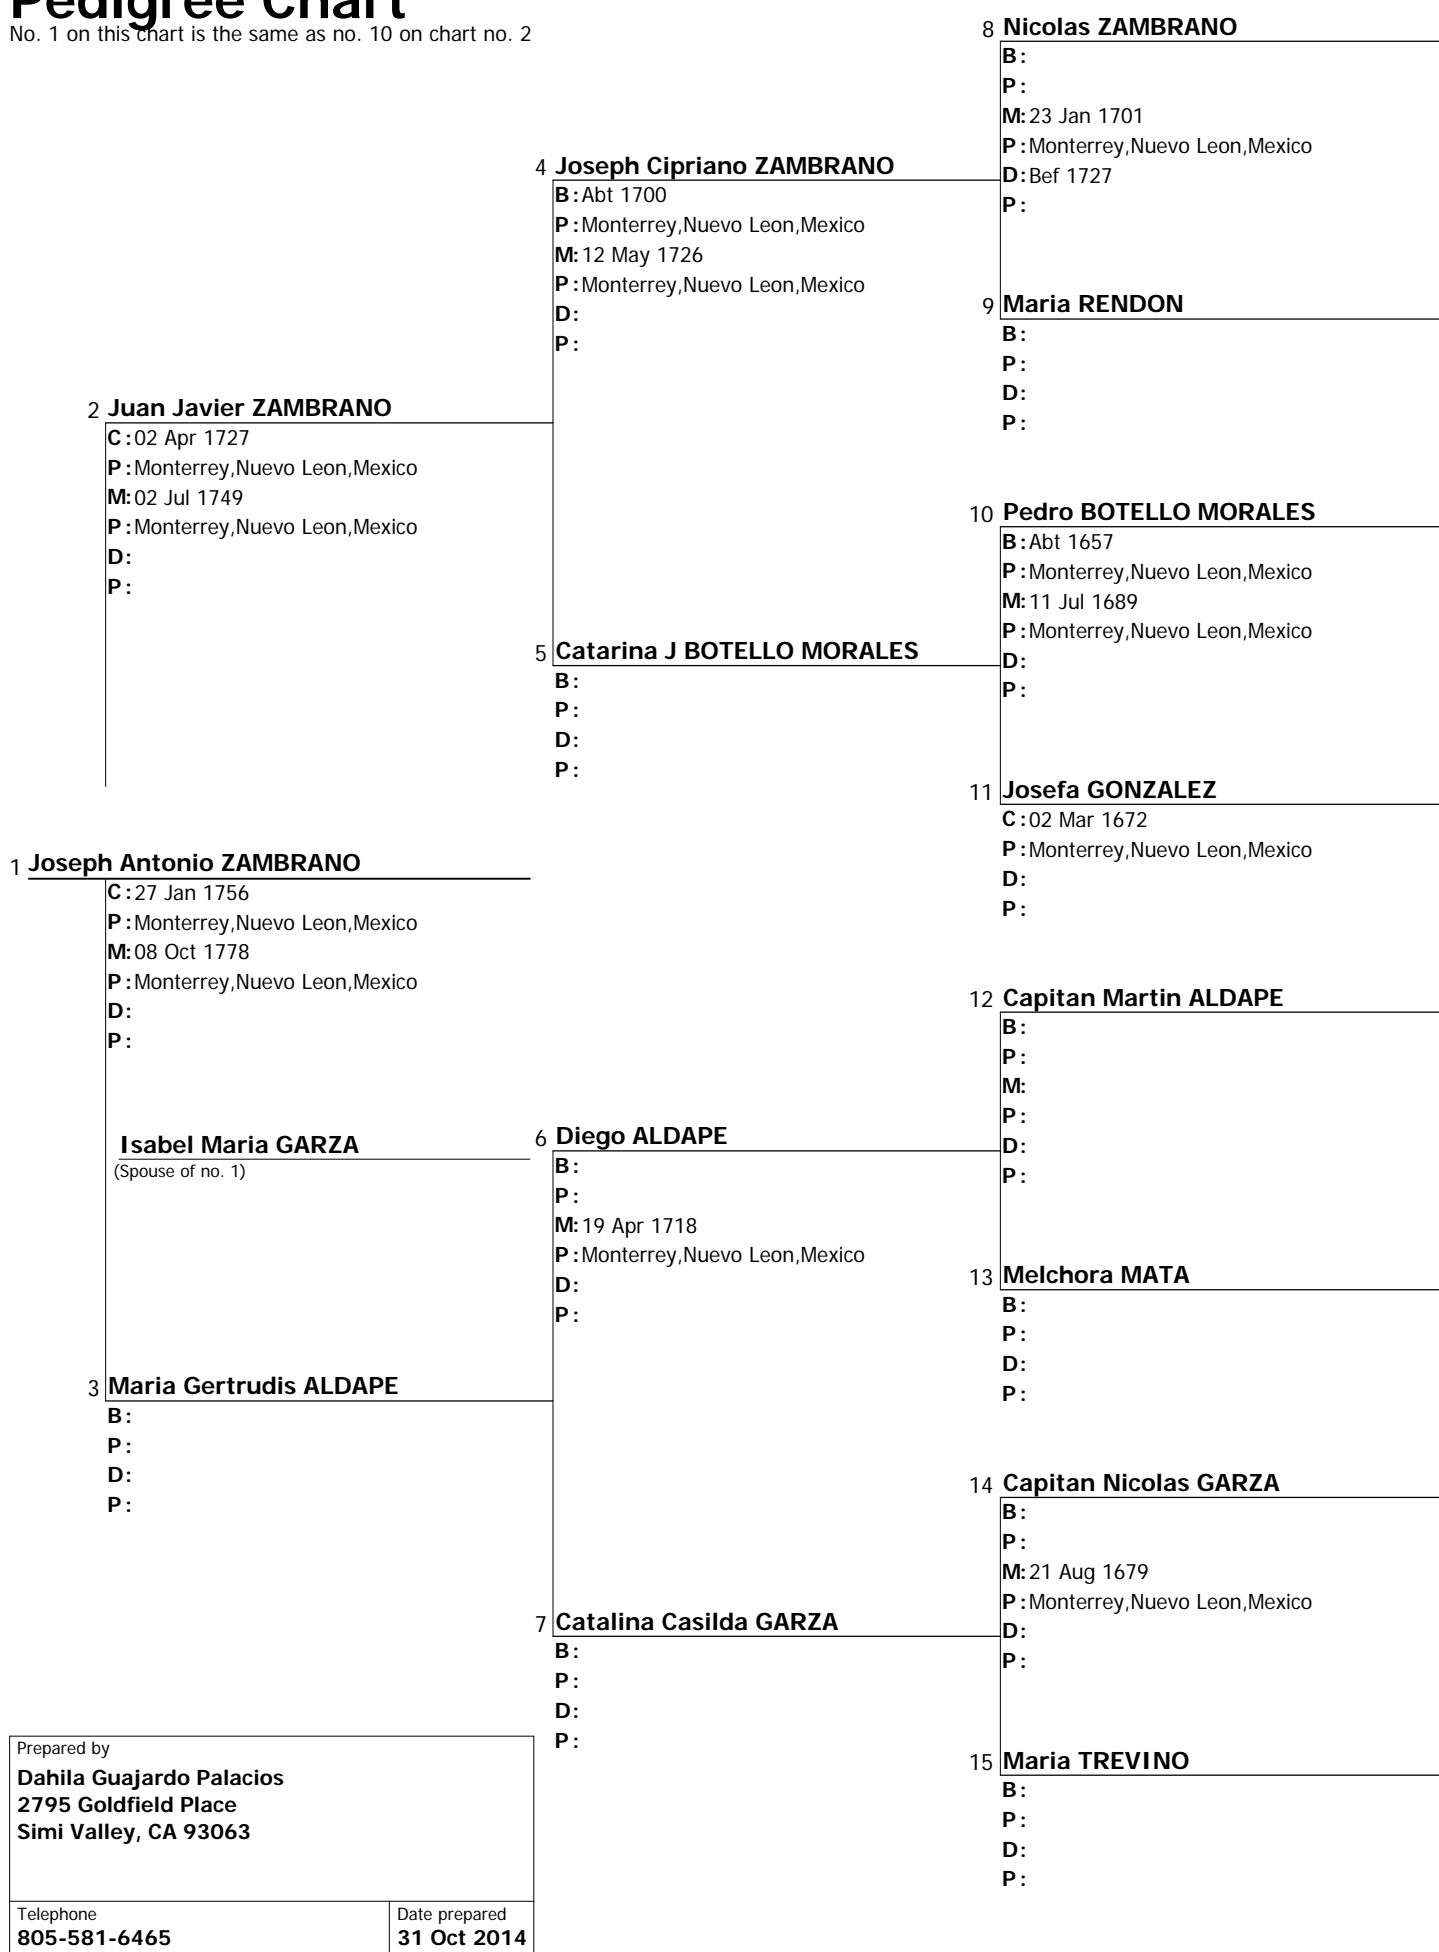 Pedigree Chart
No. 1 on this chart is the same as no. 10 on chart no. 2
8 Nicolas ZAMBRANO
B:
P:
M: 23 Jan 1701
P: Monterrey,Nuevo Leon,Mexico
D: Bef 1727
P:
4 Joseph Cipriano ZAMBRANO
B: Abt 1700
P: Monterrey,Nuevo Leon,Mexico
M: 12 May 1726
P: Monterrey,Nuevo Leon,Mexico
D:
P:
9 Maria RENDON
B:
P:
D:
P:
2 Juan Javier ZAMBRANO
C: 02 Apr 1727
P: Monterrey,Nuevo Leon,Mexico
M: 02 Jul 1749
P: Monterrey,Nuevo Leon,Mexico
D:
P:
10 Pedro BOTELLO MORALES
B: Abt 1657
P: Monterrey,Nuevo Leon,Mexico
M: 11 Jul 1689
P: Monterrey,Nuevo Leon,Mexico
D:
P:
5 Catarina J BOTELLO MORALES
B:
P:
D:
P:
11 Josefa GONZALEZ
C: 02 Mar 1672
P: Monterrey,Nuevo Leon,Mexico
D:
P:
1 Joseph Antonio ZAMBRANO
C: 27 Jan 1756
P: Monterrey,Nuevo Leon,Mexico
M: 08 Oct 1778
P: Monterrey,Nuevo Leon,Mexico
D:
P:
12 Capitan Martin ALDAPE
B:
P:
M:
P:
D:
P:
Isabel Maria GARZA
(Spouse of no. 1)
6 Diego ALDAPE
B:
P:
M: 19 Apr 1718
P: Monterrey,Nuevo Leon,Mexico
D:
P:
13 Melchora MATA
B:
P:
D:
P:
3 Maria Gertrudis ALDAPE
B:
P:
D:
P:
14 Capitan Nicolas GARZA
B:
P:
M: 21 Aug 1679
P: Monterrey,Nuevo Leon,Mexico
D:
P:
7 Catalina Casilda GARZA
B:
P:
D:
P:
15 Maria TREVINO
B:
P:
D:
P:
Prepared by
Dahila Guajardo Palacios
2795 Goldfield Place
Simi Valley, CA 93063
Telephone
805-581-6465
Date prepared
31 Oct 2014